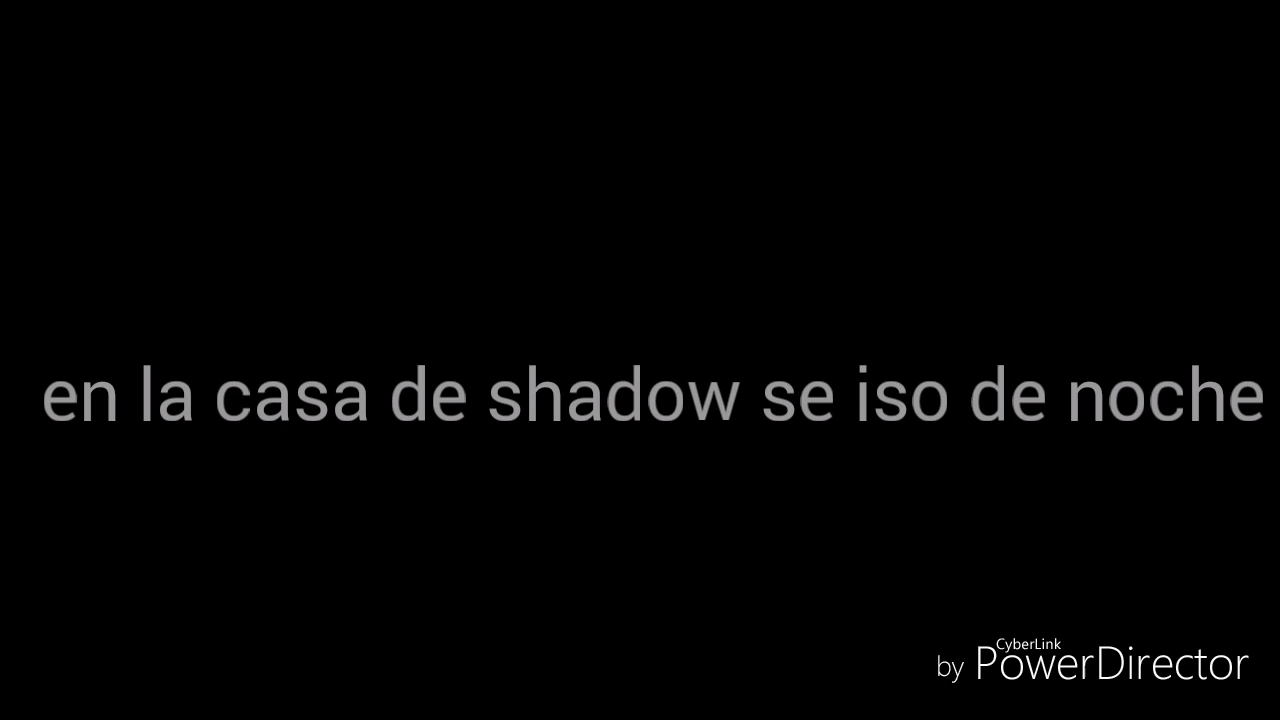 en la casa de shadow se iso de noche
by CyberLink PowerDirector